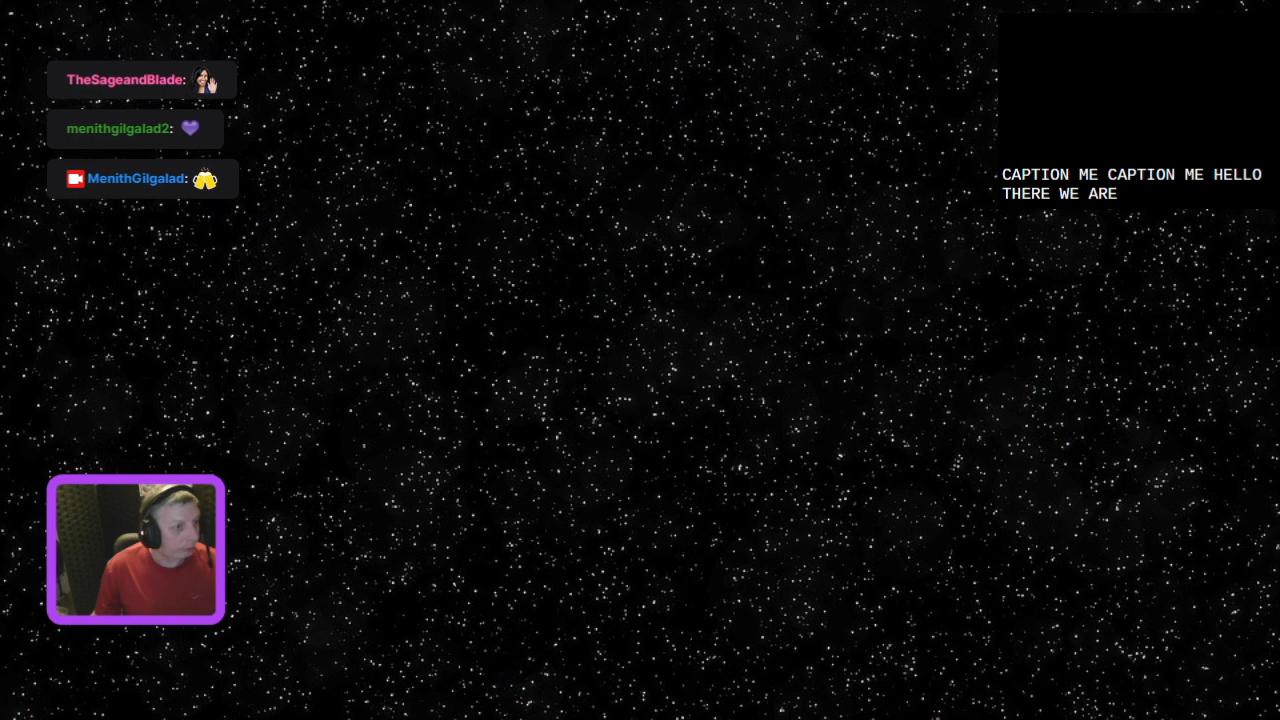 TheSageandBlade:
menithgilgalad2:
MenithGilgalad:
CAPTION ME CAPTION ME HELLO
THERE WE ARE